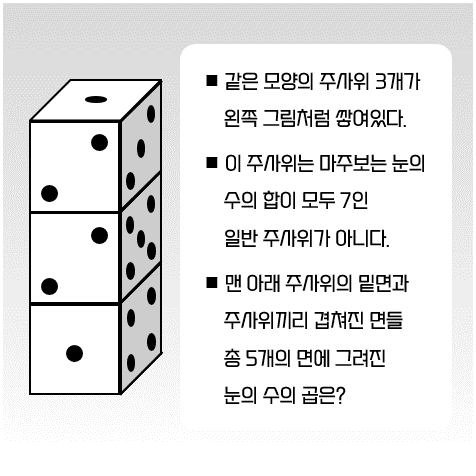 ■ 같은 모양의 주사위 3개가
왼쪽 그림처럼 쌓여있다.
■ 이 주사위는 마주보는 눈의
수의 합이 모두 7인
일반 주사위가 아니다.
■ 맨 아래 주사위의 밑면과
주사위끼리 겹쳐진 면들
총 5개의 면에 그려진
눈의 수의 곱은?